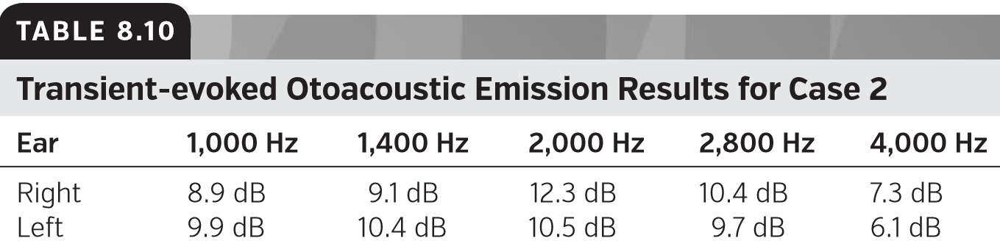 TABLE 8.10
Transient-evoked Otoacoustic Emission Results for Case 2
Ear 1,000 Hz 1,400 Hz 2,000 Hz 2,800 Hz 4,000 Hz
Right 8.9 dB 9.1 dB 12.3 dB 10.4 dB 7.3 dB
Left 9.9 dB 10.4 dB 10.5 dB 9.7 dB 6.1 dB